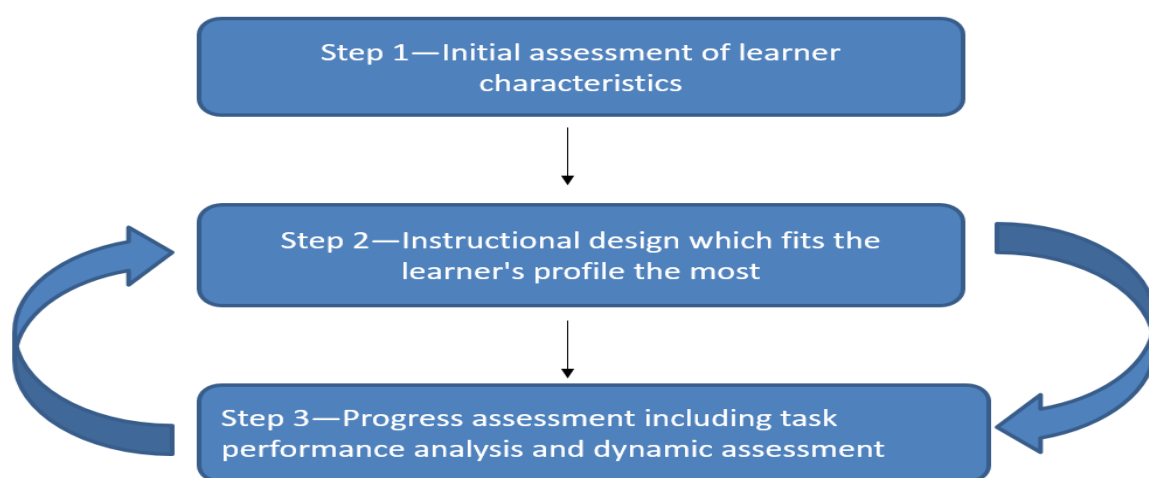 Step 1—Initial assessment of learner
characteristics
Step 2—Instructional design which fits the
learner's profile the most
Step 3—Progress assessment including task
performance analysis and dynamic assessment